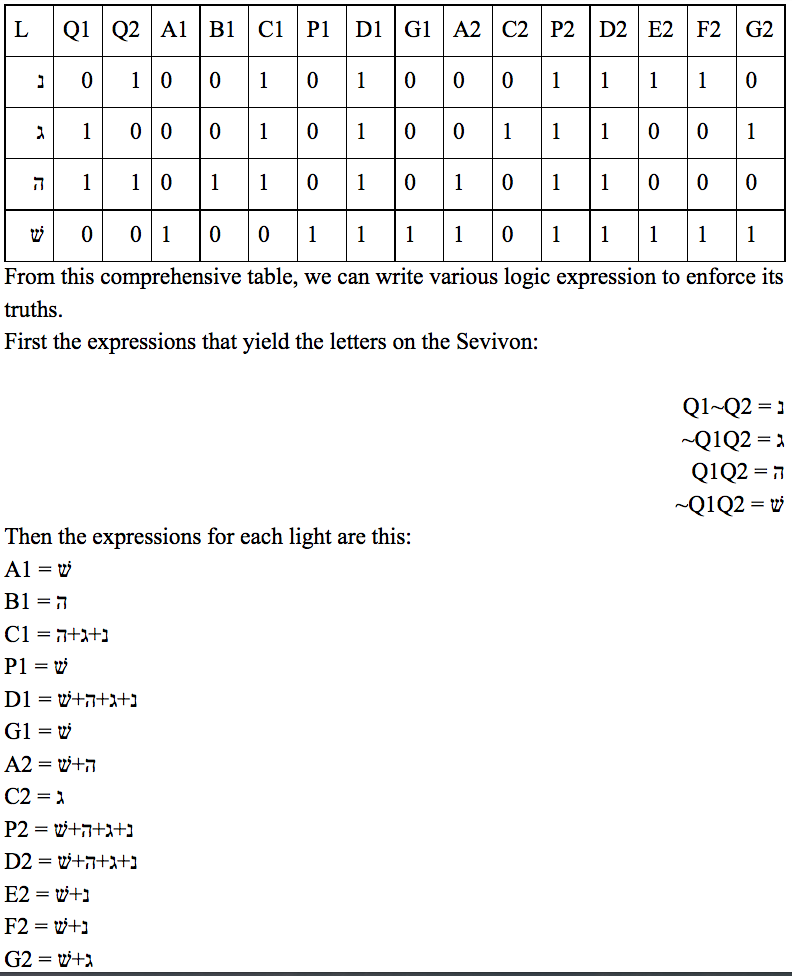 L Q1 Q2 A1 B1 C1 P1 D1 G1 A2 C2 P2 D2 E2 F2 G2
נ 0 1 0 0 1 0 1 0 0 0 1 1 1 1 0
ג 1 0 0 0 1 0 1 0 0 1 1 1 0 0 1
ה 1 1 0 1 1 0 1 0 1 0 1 1 0 0 0
שׁ 0 0 1 0 0 1 1 1 1 0 1 1 1 1 1
From this comprehensive table, we can write various logic expression to enforce its
truths.
First the expressions that yield the letters on the Sevivon:
נ = Q1~Q2
ג = Q1Q2~
ה = Q1Q2
שׁ = Q1Q2~
Then the expressions for each light are this:
A1 = שׁ
B1 = ה
C1 = נ+ג+ה
P1 = שׁ
D1 = נ+ג+ה+שׁ
G1 = שׁ
A2 = ה+שׁ
C2 = ג
P2 = נ+ג+ה+שׁ
D2 = נ+ג+ה+שׁ
E2 = נ+שׁ
F2 = נ+שׁ
G2 = ג+שׁ